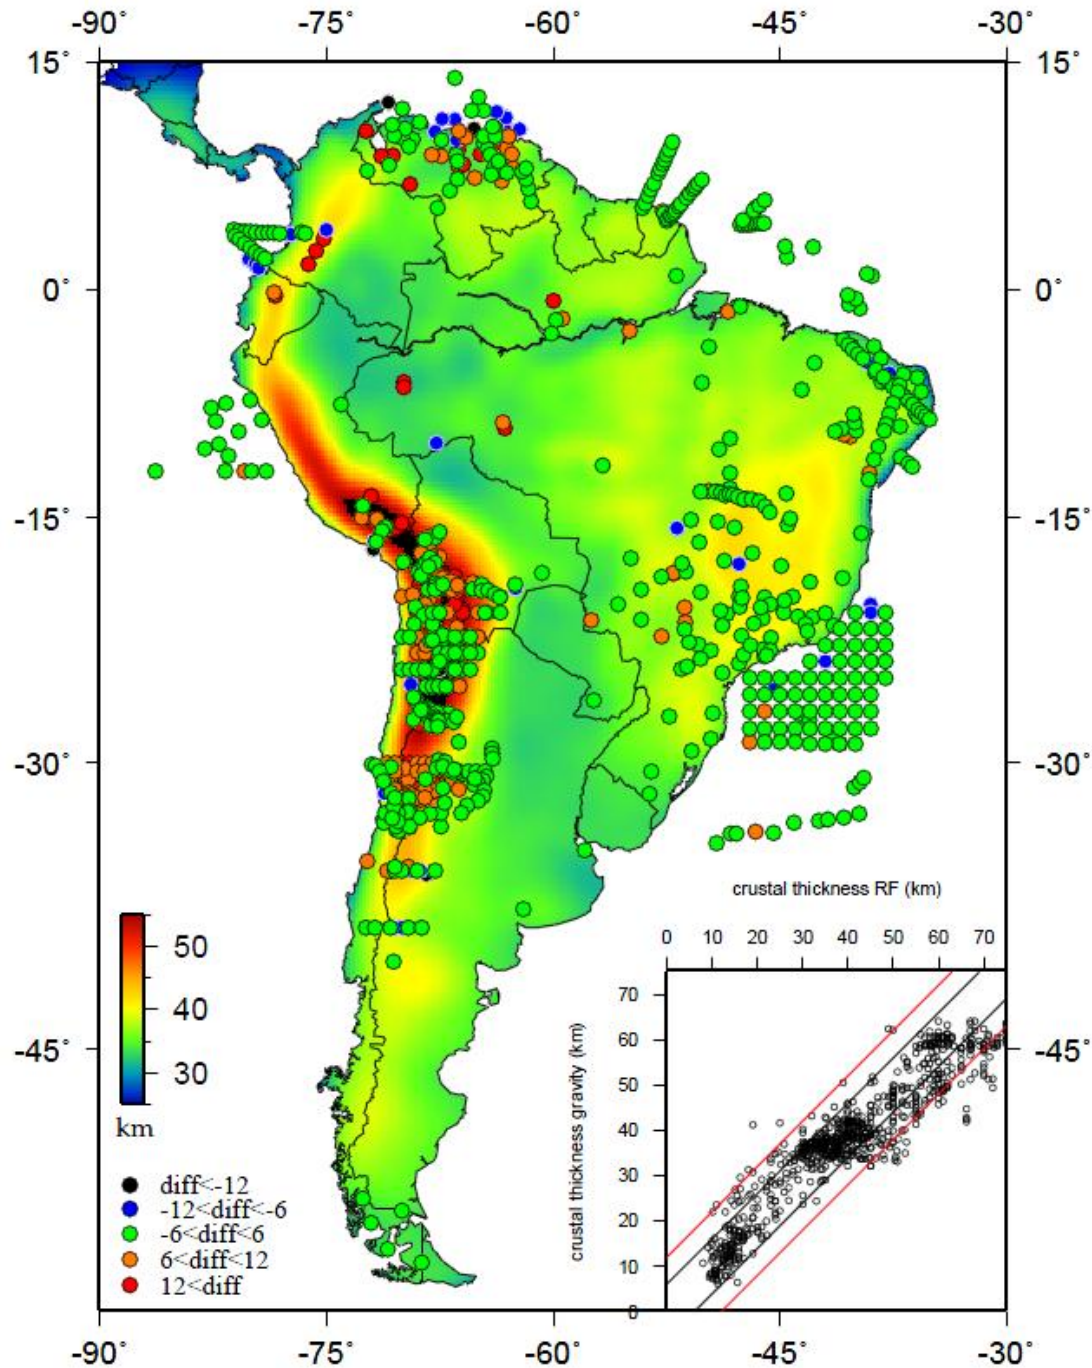 -90° -75° -60° -45° -30°
15° 15°
0° 0°
-15° -15°
-30° -30°
crustal thickness RF (km)
0 10 20 30 40 50 60 70
50
40
30
km
-45° -45°
crustal thickness gravity (km)
70
60
50
40
30
20
10
0
diff<-12
-12<diff<-6
-6<diff<6
6<diff<12
12<diff
-90° -75° -60° -45° -30°